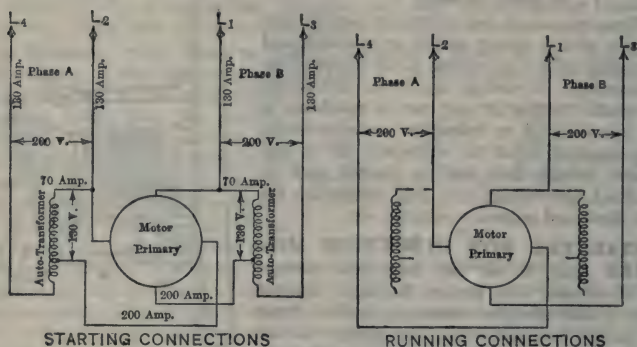 L4 L2 L1 L3
Phase A
Phase B
130 Amp.
130 Amp.
130 Amp.
130 Amp.
200 V.
200 V.
70 Amp.
70 Amp.
Auto-Transformer
130 V.
Motor
Primary
130 V.
Auto-Transformer
200 Amp.
200 Amp.
STARTING CONNECTIONS
L4 L2 L1 L3
Phase A
Phase B
200 V.
200 V.
Motor
Primary
RUNNING CONNECTIONS